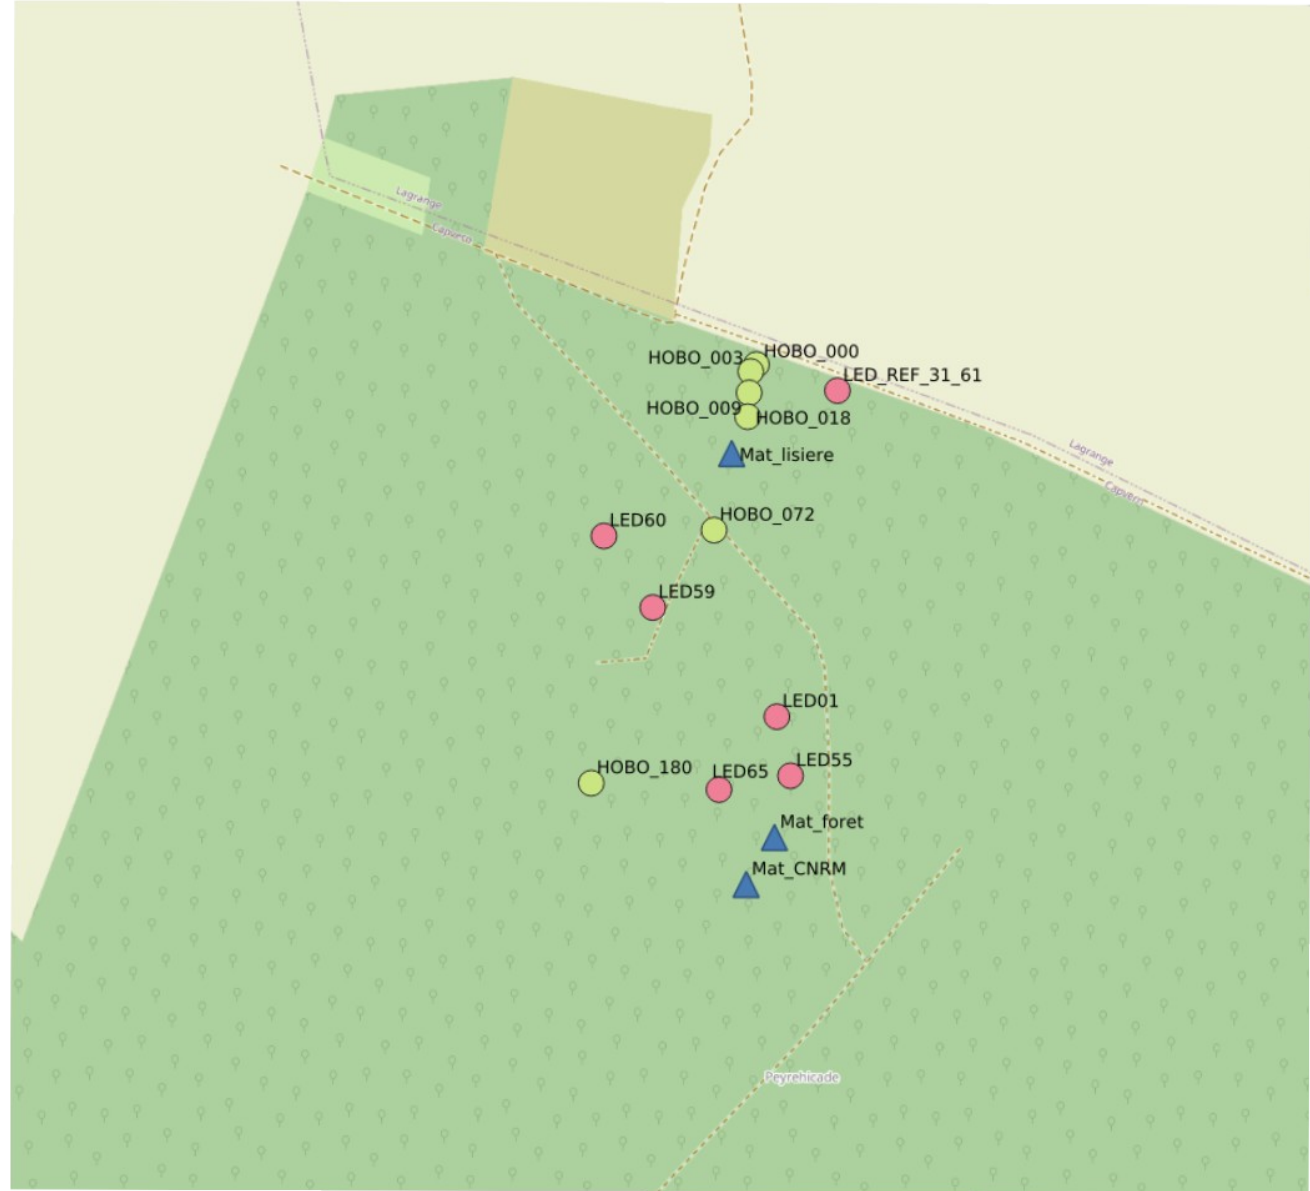 Lagrange
Capvern
HOBO_003
HOBO_000
LED_REF_31_61
HOBO_009
HOBO_018
Lagrange
Mat_lisiere
Capvern
HOBO_072
LED60
LED59
LED01
LED55
HOBO_180
LED65
Mat_foret
Mat_CNRM
Peyrehicade